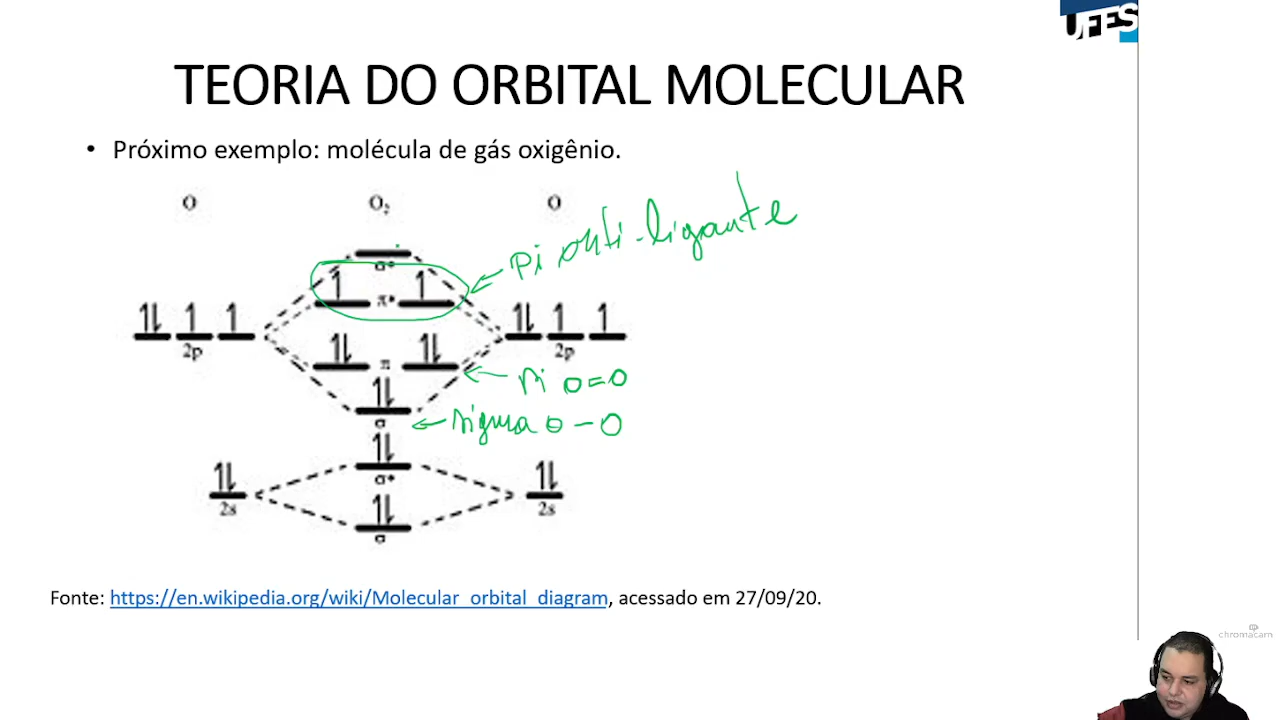 UFES
TEORIA DO ORBITAL MOLECULAR
• Próximo exemplo: molécula de gás oxigênio.
O O₂ O
pi anti-ligante
σ*
π*
2p 2p
π
pi O=O
σ
sigma O-O
σ*
2s 2s
σ
Fonte: https://en.wikipedia.org/wiki/Molecular_orbital_diagram, acessado em 27/09/20.
chromacam